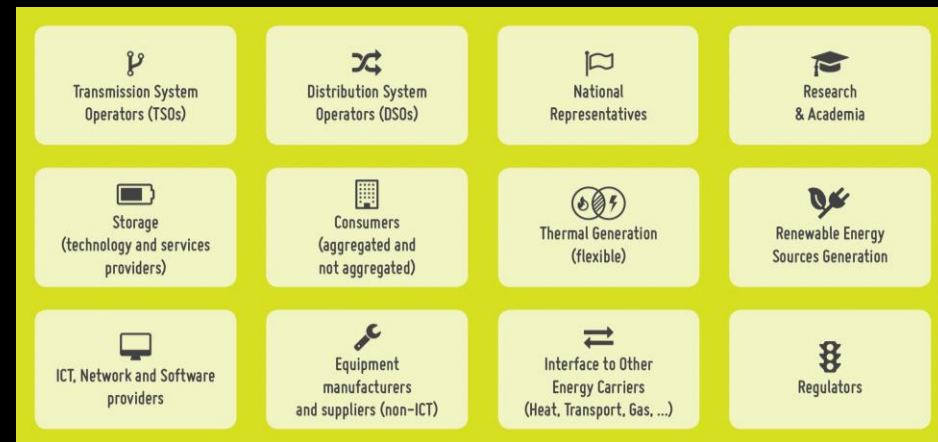 Transmission System
Operators (TSOs)
Distribution System
Operators (DSOs)
National
Representatives
Research
& Academia
Storage
(technology and services
providers)
Consumers
(aggregated and
not aggregated)
Thermal Generation
(flexible)
Renewable Energy
Sources Generation
ICT, Network and Software
providers
Equipment
manufacturers
and suppliers (non-ICT)
Interface to Other
Energy Carriers
(Heat, Transport, Gas, ...)
Regulators